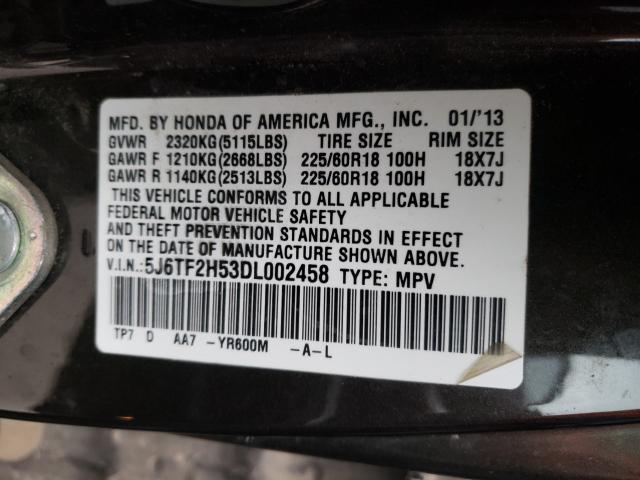 MFD. BY HONDA OF AMERICA MFG., INC. 01/'13
GVWR 2320KG(5115LBS) TIRE SIZE RIM SIZE
GAWR F 1210KG(2668LBS) 225/60R18 100H 18X7J
GAWR R 1140KG(2513LBS) 225/60R18 100H 18X7J
THIS VEHICLE CONFORMS TO ALL APPLICABLE
FEDERAL MOTOR VEHICLE SAFETY
AND THEFT PREVENTION STANDARDS IN EFFECT
ON THE DATE OF MANUFACTURE SHOWN ABOVE.
V.I.N.:5J6TF2H53DL002458 TYPE: MPV
TP7 D AA7 -YR600M -A-L